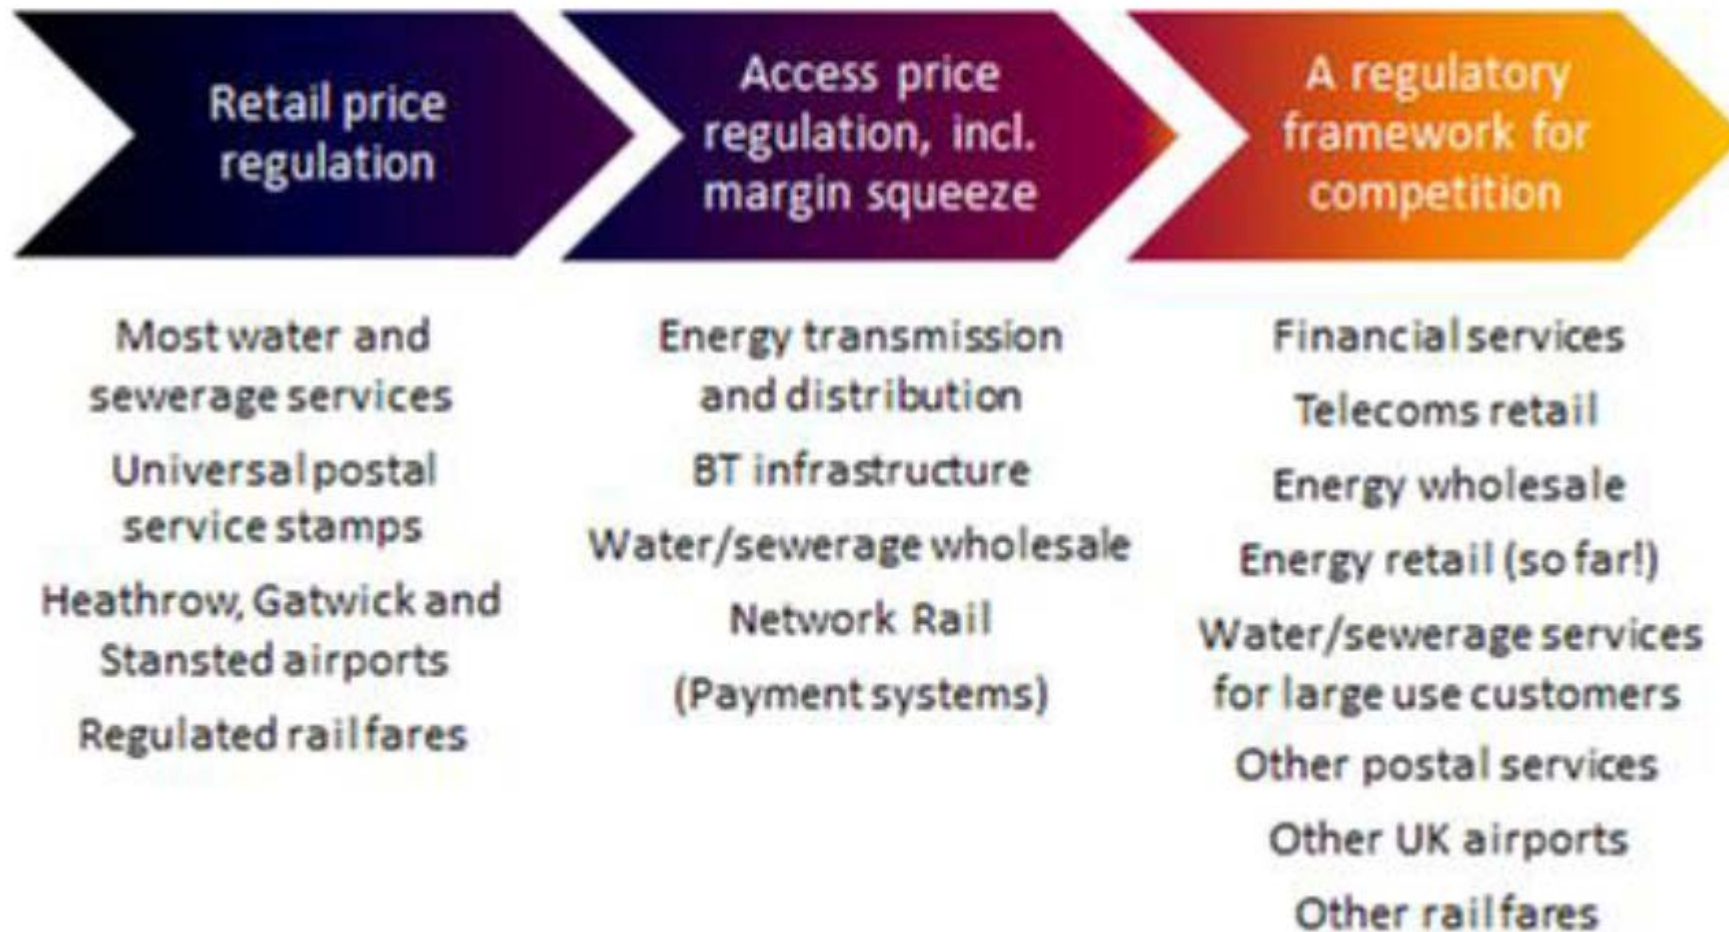 Retail price
regulation
Access price
regulation, incl.
margin squeeze
A regulatory
framework for
competition
Most water and
sewerage services
Universal postal
service stamps
Heathrow, Gatwick and
Stansted airports
Regulated rail fares
Energy transmission
and distribution
BT infrastructure
Water/sewerage wholesale
Network Rail
(Payment systems)
Financial services
Telecoms retail
Energy wholesale
Energy retail (so far!)
Water/sewerage services
for large use customers
Other postal services
Other UK airports
Other rail fares